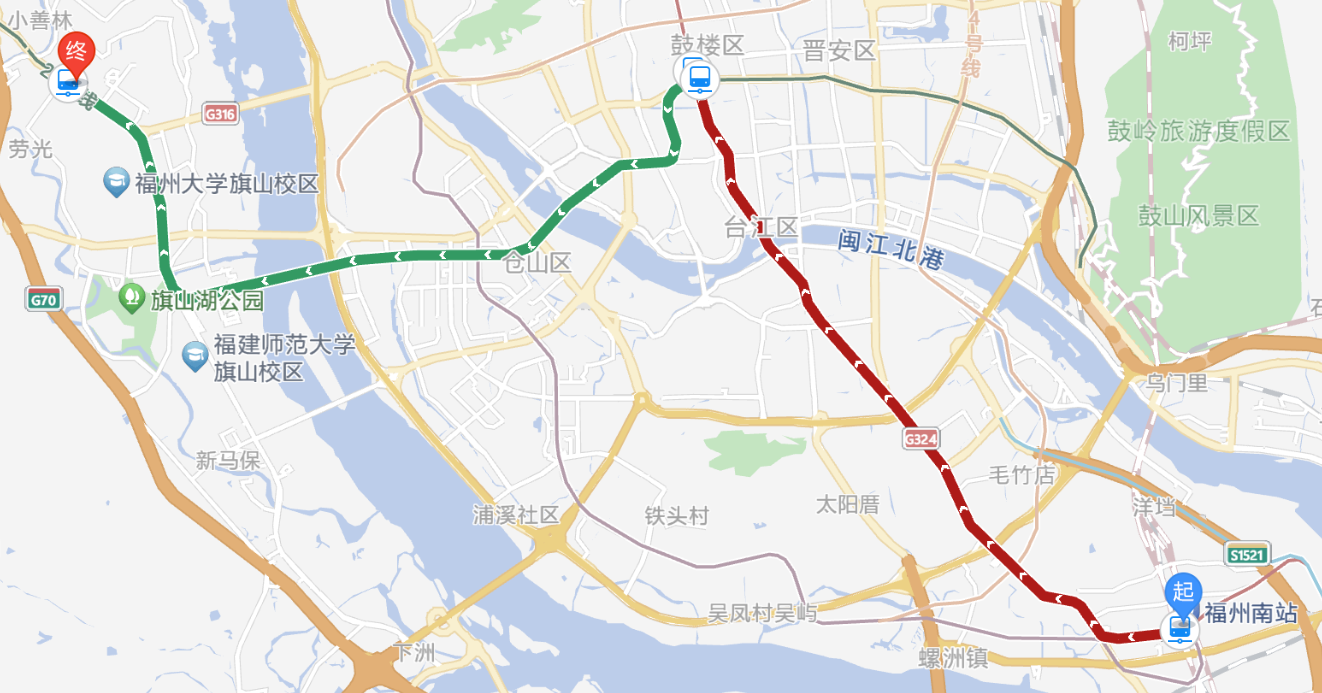 小善林
终
2
线
鼓楼区
晋安区
4号线
柯坪
G316
劳光
福州大学旗山校区
鼓岭旅游度假区
鼓山风景区
台江区
闽江北港
仓山区
G70
旗山湖公园
福建师范大学
旗山校区
石
乌门里
G324
新马保
毛竹店
浦溪社区
铁头村
太阳厝
洋垱
S1521
起
福州南站
吴凤村吴屿
下洲
螺洲镇